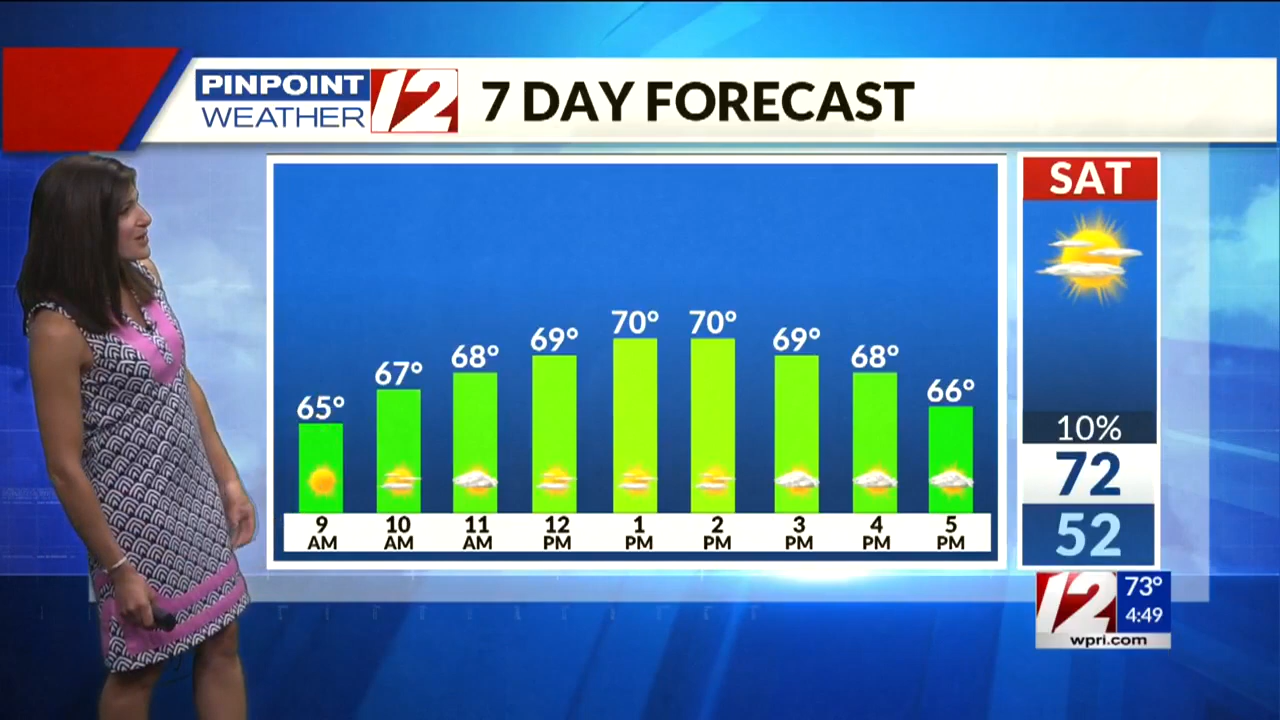 PINPOINT
WEATHER 12
7 DAY FORECAST
SAT
65° 67° 68° 69° 70° 70° 69° 68° 66°
9 10 11 12 1 2 3 4 5
AM AM AM PM PM PM PM PM PM
10%
72
52
12 73°
4:49
wpri.com